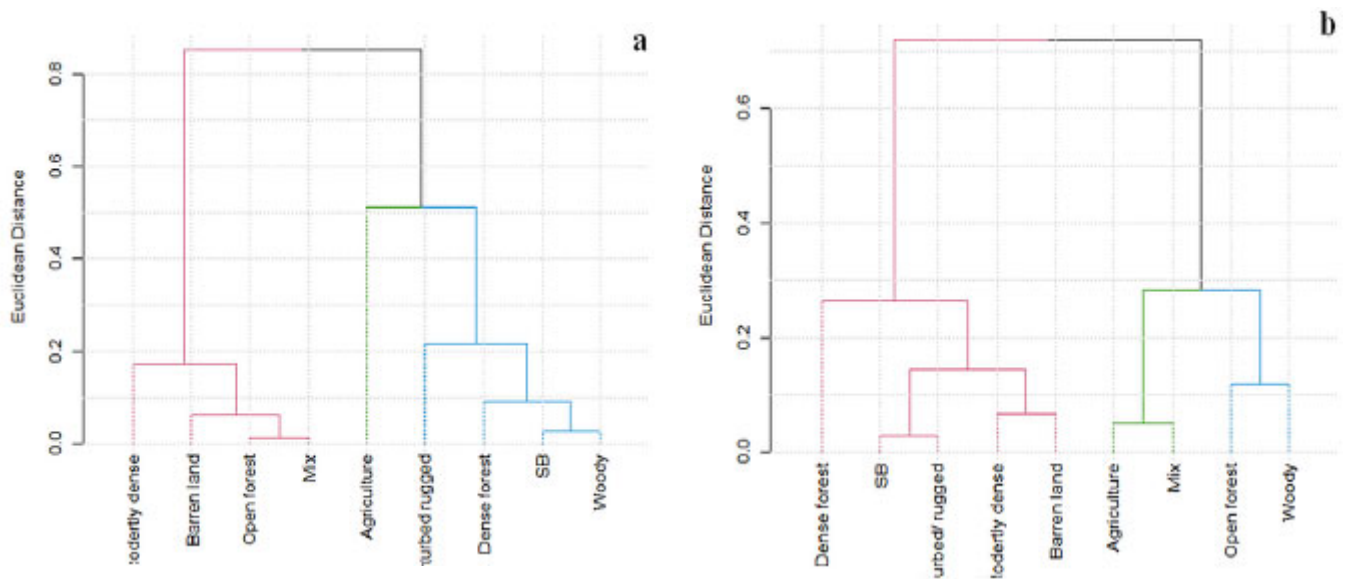 a
Euclidean Distance
0.8
0.6
0.4
0.2
0.0
odertly dense
Barren land
Open forest
Mix
Agriculture
turbed rugged
Dense forest
SB
Woody
b
Euclidean Distance
0.6
0.4
0.2
0.0
Dense forest
SB
urbed/ rugged
lodertly dense
Barren land
Agriculture
Mix
Open forest
Woody